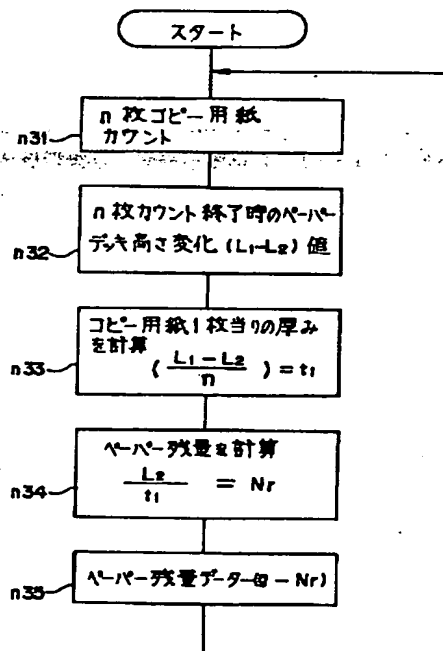 スタート
n 枚コピー用紙
カウント
n31
n 枚カウント終了時のペーパー
デッキ高さ変化 (L₁-L₂) 値
n32
コピー用紙1枚当りの厚み
を計算
( L₁ - L₂ / n ) = t₁
n33
ペーパー残量を計算
L₂ / t₁ = Nr
n34
ペーパー残量データー - Nr)
n35